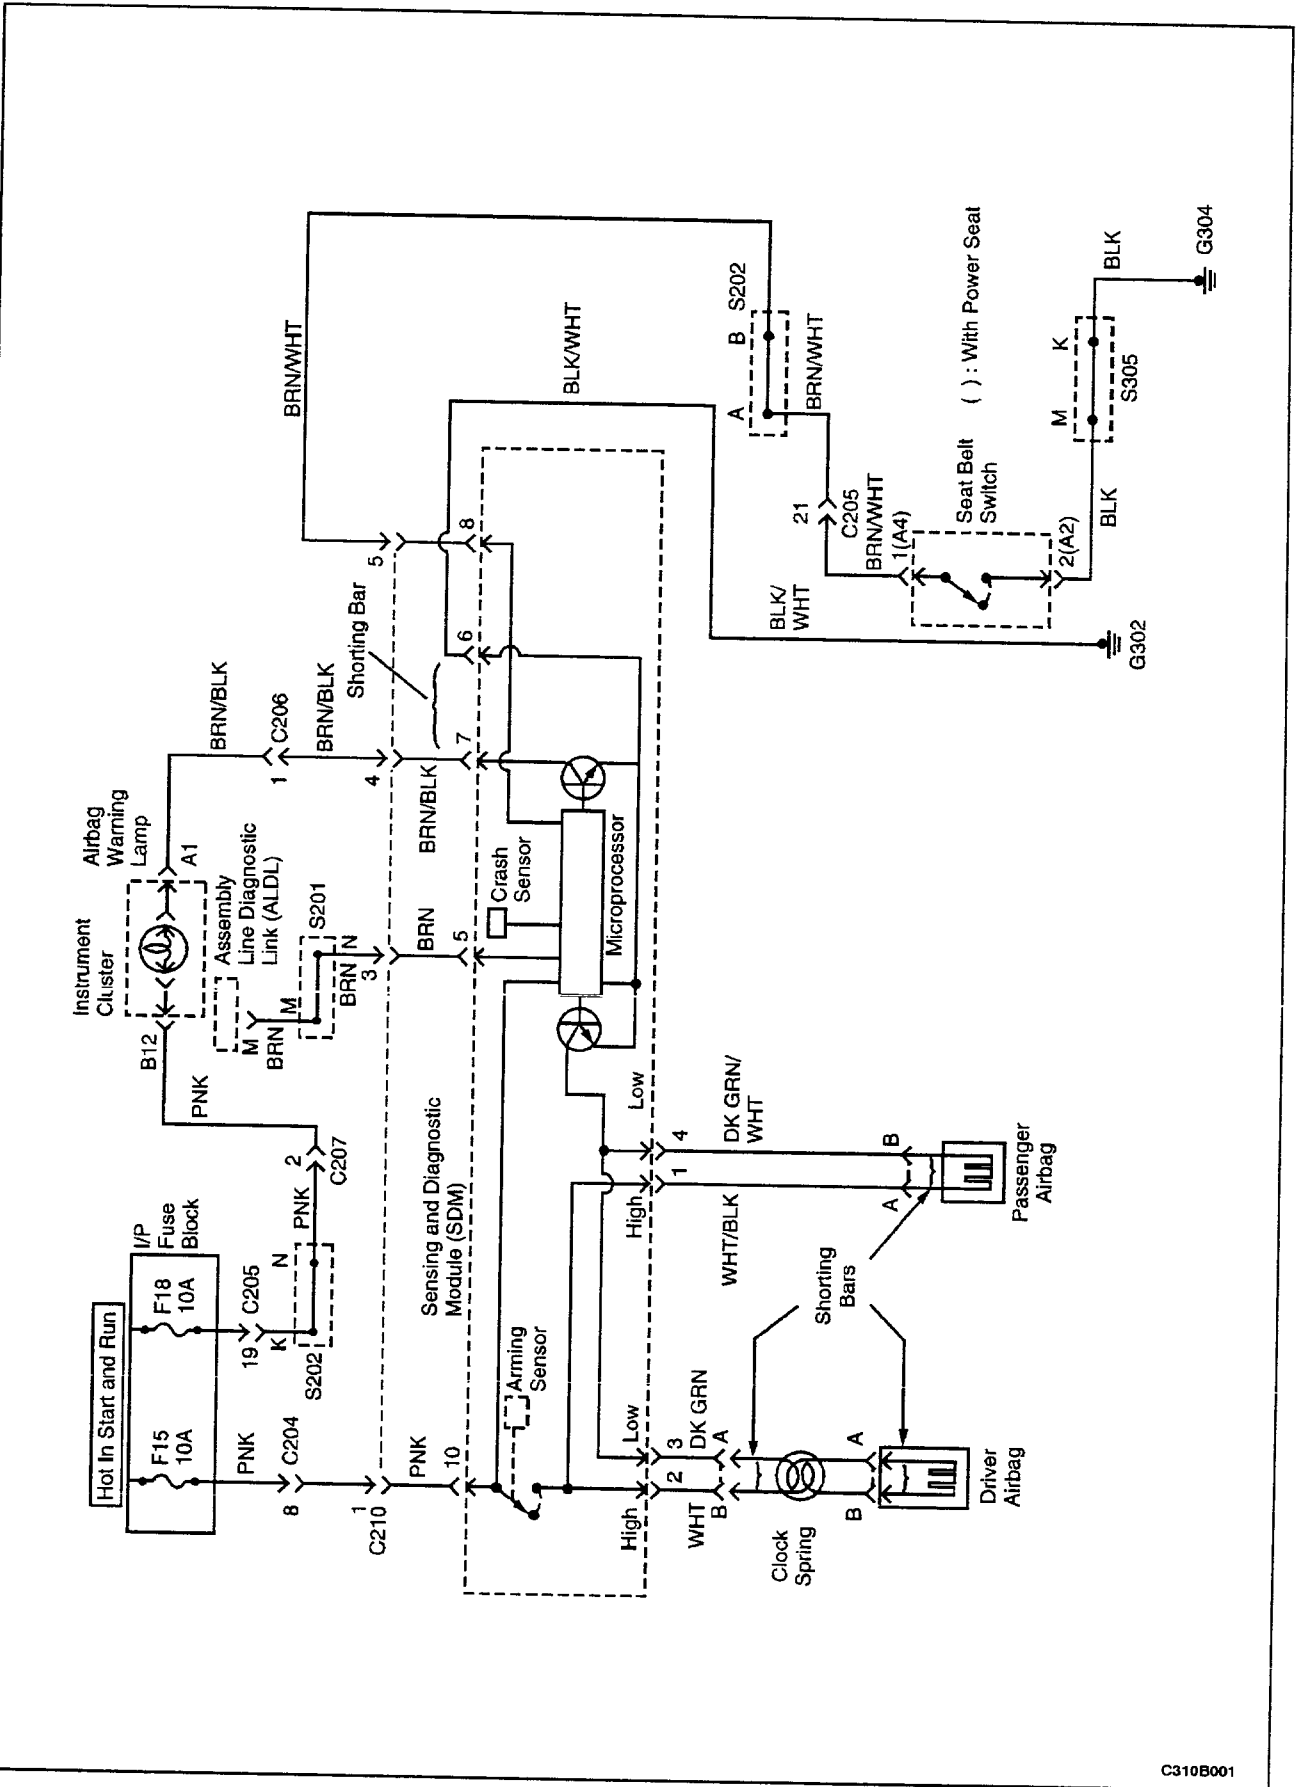 Hot In Start and Run
I/P
Fuse
Block
F15
10A
F18
10A
PNK
8
C204
1
C210
PNK
10
19
C205
K
N
S202
PNK
2
C207
PNK
B12
Instrument
Cluster
Airbag
Warning
Lamp
A1
Assembly
Line Diagnostic
Link (ALDL)
M
BRN
M
S201
N
BRN
3
BRN
5
BRN/BLK
1
C206
BRN/BLK
4
BRN/BLK
7
Shorting Bar
6
5
8
BRN/WHT
BLK/WHT
Sensing and Diagnostic
Module (SDM)
Arming
Sensor
Crash
Sensor
Microprocessor
High
Low
High
Low
2
3
WHT
DK GRN
B
A
Clock
Spring
B
A
Driver
Airbag
Shorting
Bars
1
4
WHT/BLK
DK GRN/
WHT
A
B
Passenger
Airbag
A
B
S202
BRN/WHT
21
C205
BRN/WHT
1(A4)
Seat Belt
Switch
( ) : With Power Seat
2(A2)
BLK
M
K
S305
BLK
G304
BLK/
WHT
G302
C310B001